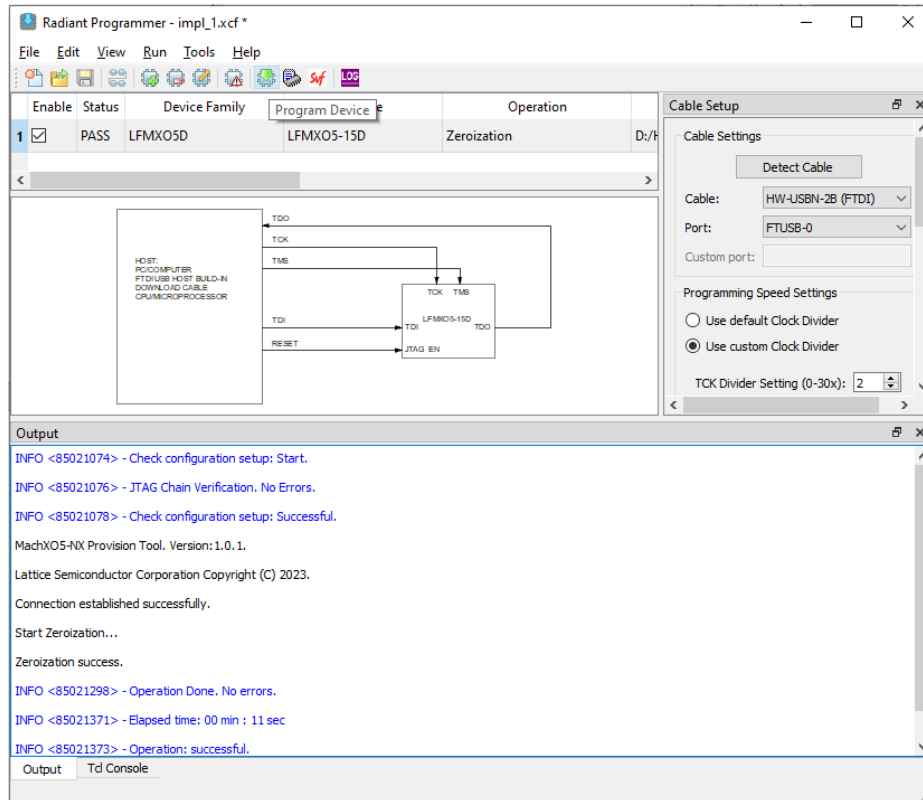 Radiant Programmer - impl_1.xcf *
File Edit View Run Tools Help
Svf LOG
Enable Status Device Family e Operation
Program Device
1 PASS LFMXO5D LFMXO5-15D Zeroization D:/H
Cable Setup
Cable Settings
Detect Cable
Cable: HW-USBN-2B (FTDI)
Port: FTUSB-0
Custom port:
Programming Speed Settings
Use default Clock Divider
Use custom Clock Divider
TCK Divider Setting (0-30x): 2
TDO
TCK
HOST:
PC/COMPUTER
FTDI USB HOST BUILD-IN
DOWNLOAD CABLE
CPU/MICROPROCESSOR
TMS
TCK TMS
TDI
LFMXO5-15D
TDI TDO
RESET
JTAG EN
Output
INFO <85021074> - Check configuration setup: Start.
INFO <85021076> - JTAG Chain Verification. No Errors.
INFO <85021078> - Check configuration setup: Successful.
MachXO5-NX Provision Tool. Version:1.0.1.
Lattice Semiconductor Corporation Copyright (C) 2023.
Connection established successfully.
Start Zeroization...
Zeroization success.
INFO <85021298> - Operation Done. No errors.
INFO <85021371> - Elapsed time: 00 min : 11 sec
INFO <85021373> - Operation: successful.
Output Tcl Console